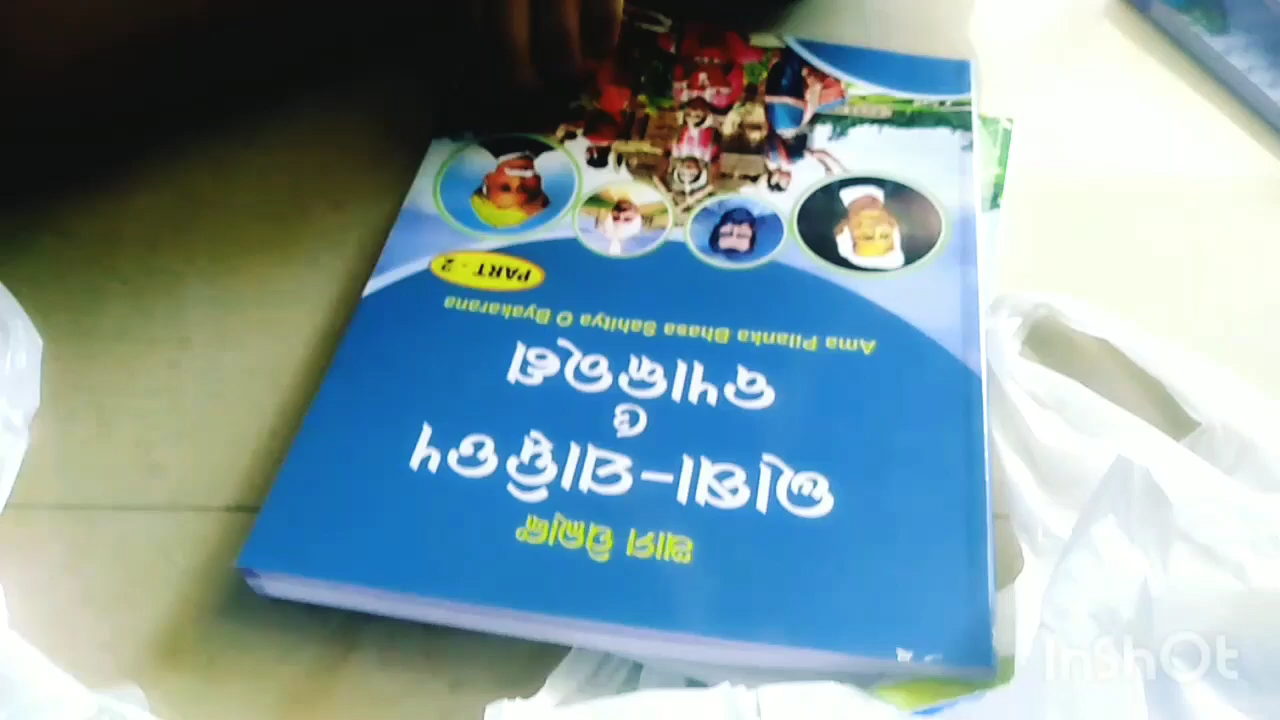 ଆମ ପିଲାଙ୍କ
ଭାଷା-ସାହିତ୍ୟ
ଓ
ବ୍ୟାକରଣ
Ama Pilanka Bhasa Sahitya O Byakarana
PART - 2
InShOt